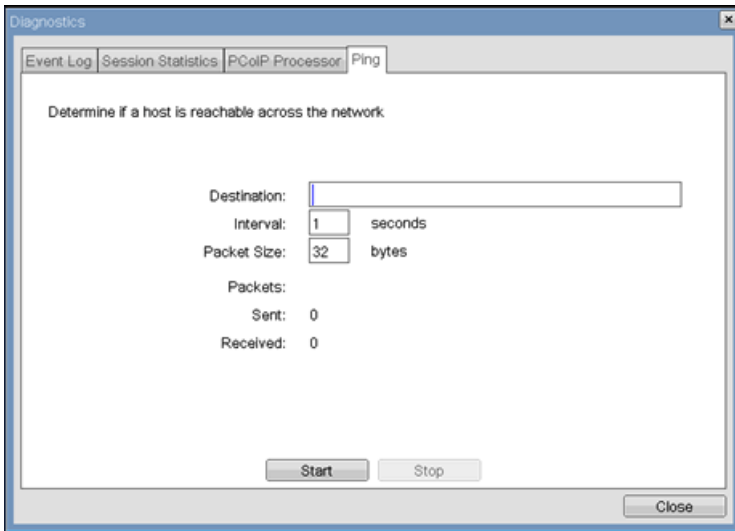 Diagnostics
Event Log Session Statistics PCoIP Processor Ping
Determine if a host is reachable across the network
Destination:
Interval: 1 seconds
Packet Size: 32 bytes
Packets:
Sent: 0
Received: 0
Start Stop
Close